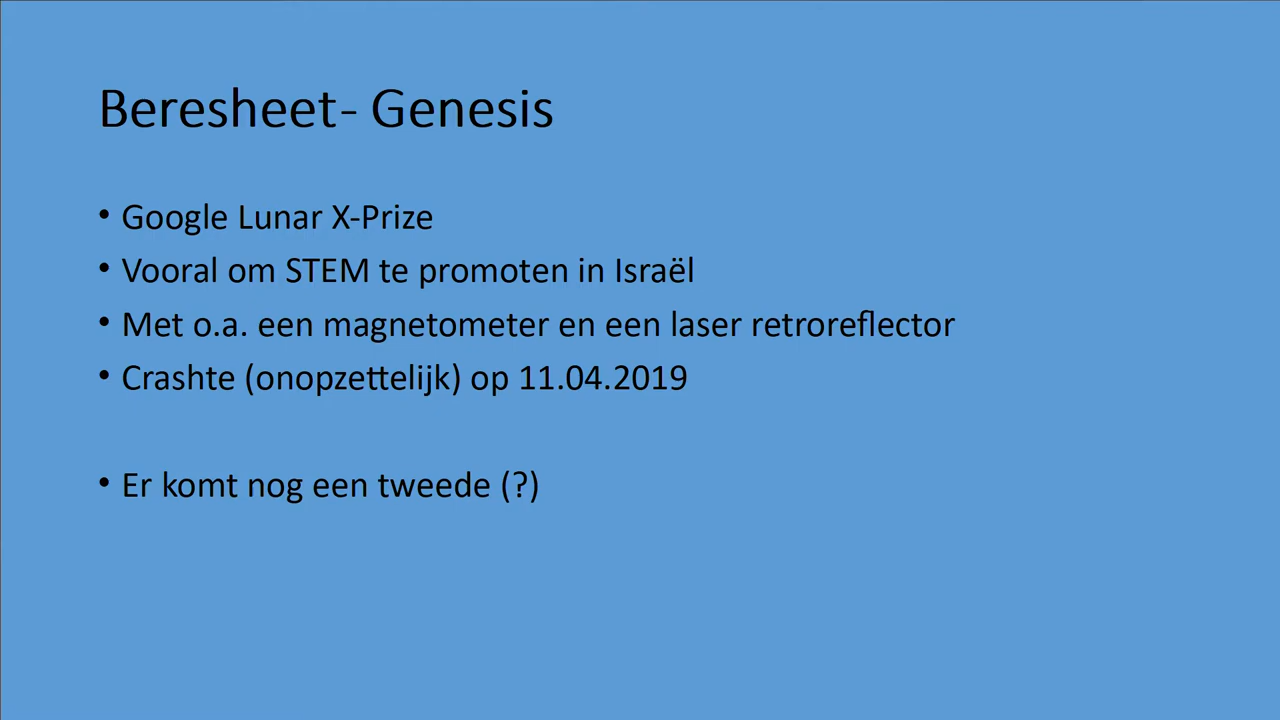 Beresheet- Genesis
• Google Lunar X-Prize
• Vooral om STEM te promoten in Israël
• Met o.a. een magnetometer en een laser retroreflector
• Crashte (onopzettelijk) op 11.04.2019
• Er komt nog een tweede (?)